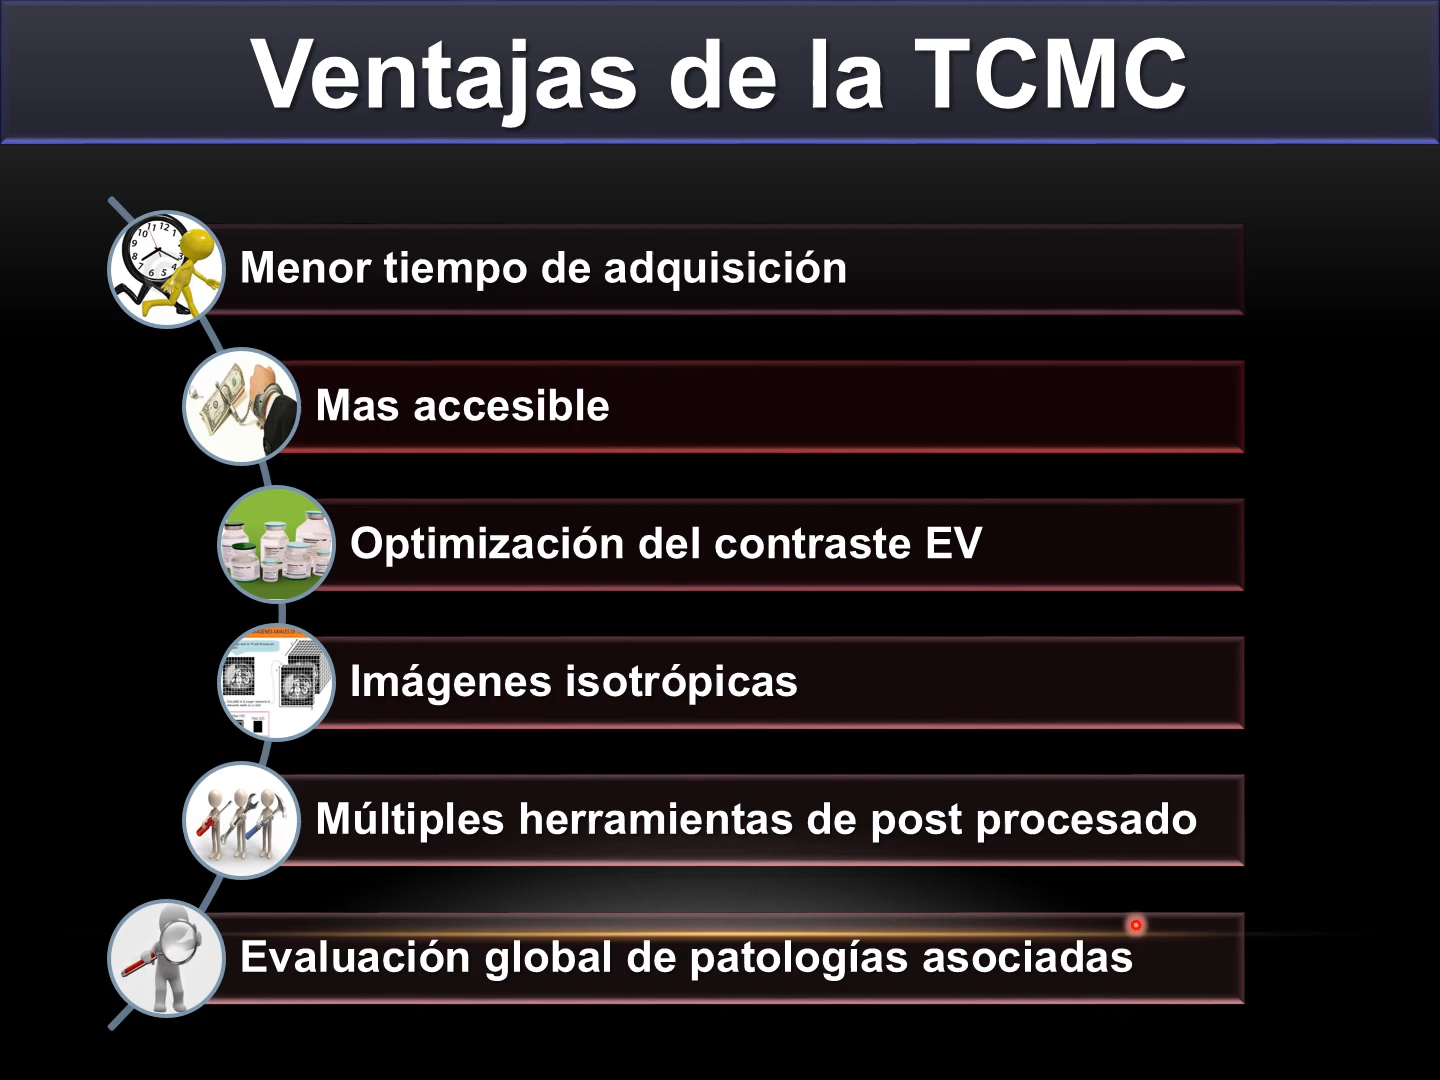 Ventajas de la TCMC
Menor tiempo de adquisición
Mas accesible
Optimización del contraste EV
Imágenes isotrópicas
Múltiples herramientas de post procesado
Evaluación global de patologías asociadas